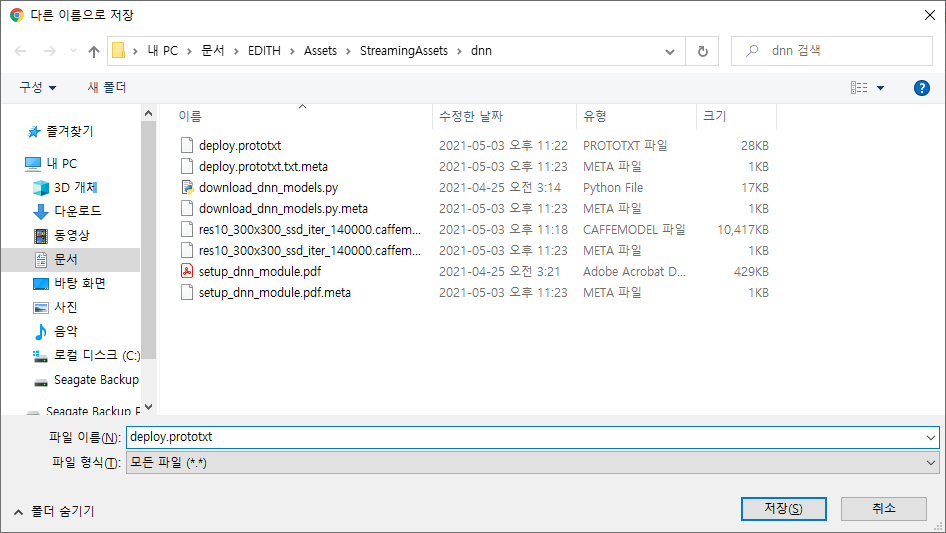 다른 이름으로 저장
내 PC > 문서 > EDITH > Assets > StreamingAssets > dnn
dnn 검색
구성
새 폴더
이름 수정한 날짜 유형 크기
즐겨찾기
내 PC
3D 개체
다운로드
동영상
문서
바탕 화면
사진
음악
로컬 디스크 (C:)
Seagate Backup
Seagate Backup F
deploy.prototxt 2021-05-03 오후 11:22 PROTOTXT 파일 28KB
deploy.prototxt.txt.meta 2021-05-03 오후 11:23 META 파일 1KB
download_dnn_models.py 2021-04-25 오전 3:14 Python File 17KB
download_dnn_models.py.meta 2021-05-03 오후 11:23 META 파일 1KB
res10_300x300_ssd_iter_140000.caffem... 2021-05-03 오후 11:18 CAFFEMODEL 파일 10,417KB
res10_300x300_ssd_iter_140000.caffem... 2021-05-03 오후 11:23 META 파일 1KB
setup_dnn_module.pdf 2021-04-25 오전 3:21 Adobe Acrobat D... 429KB
setup_dnn_module.pdf.meta 2021-05-03 오후 11:23 META 파일 1KB
파일 이름(N): deploy.prototxt
파일 형식(T): 모든 파일 (*.*)
폴더 숨기기
저장(S)
취소